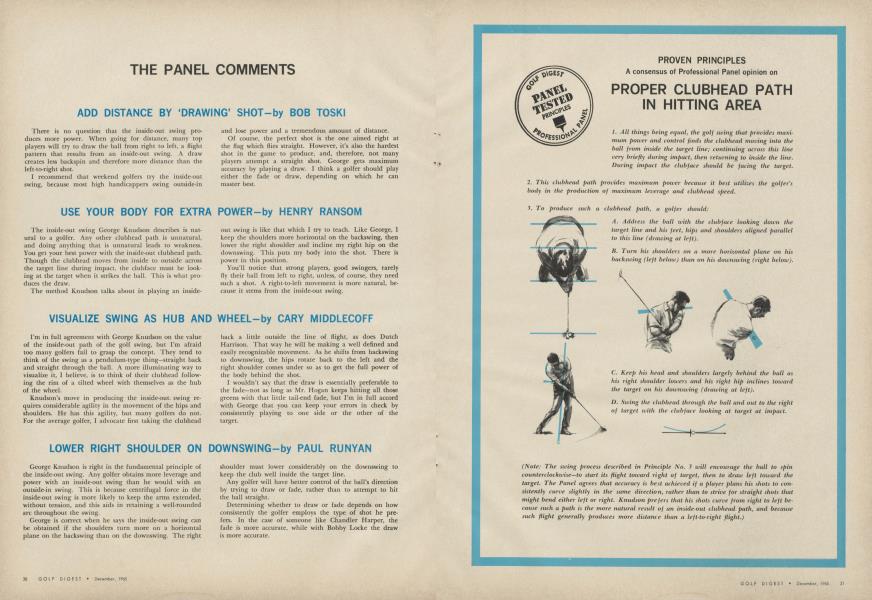 THE PANEL COMMENTS
ADD DISTANCE BY 'DRAWING' SHOT—by BOB TOSKI
There is no question that the inside-out swing pro-
duces more power. When going for distance, many top
players will try to draw the ball from right to left, a flight
pattern that results from an inside-out swing. A draw
creates less backspin and therefore more distance than the
left-to-right shot.
I recommend that weekend golfers try the inside-out
swing, because most high handicappers swing outside-in
and lose power and a tremendous amount of distance.
Of course, the perfect shot is the one aimed right at
the flag which flies straight. However, it's also the hardest
shot in the game to produce and, therefore, not many
players attempt a straight shot. George gets maximum
accuracy by playing a draw. I think a golfer should play
either the fade or draw, depending on which he can
master best.
USE YOUR BODY FOR EXTRA POWER—by HENRY RANSOM
The inside-out swing George Knudson describes is nat-
ural to a golfer. Any other clubhead path is unnatural,
and doing anything that is unnatural leads to weakness.
You get your best power with the inside-out clubhead path.
Though the clubhead moves from inside to outside across
the target line during impact, the clubface must be look-
ing at the target when it strikes the ball. This is what pro-
duces the draw.
The method Knudson talks about in playing an inside-
out swing is like that which I try to teach. Like George, I
keep the shoulders more horizontal on the backswing, then
lower the right shoulder and incline my right hip on the
downswing. This puts my body into the shot. There is
power in this position.
You'll notice that strong players, good swingers, rarely
fly their ball from left to right, unless, of course, they need
such a shot. A right-to-left movement is more natural, be-
cause it stems from the inside-out swing.
VISUALIZE SWING AS HUB AND WHEEL—by CARY MIDDLECOFF
I'm in full agreement with George Knudson on the value
of the inside-out path of the golf swing, but I'm afraid
too many golfers fail to grasp the concept. They tend to
think of the swing as a pendulum-type thing—straight back
and straight through the ball. A more illuminating way to
visualize it, I believe, is to think of their clubhead follow-
ing the rim of a tilted wheel with themselves as the hub
of the wheel.
Knudson's move in producing the inside-out swing re-
quires considerable agility in the movement of the hips and
shoulders. He has this agility, but many golfers do not.
For the average golfer, I advocate first taking the clubhead
back a little outside the line of flight, as does Dutch
Harrison. That way he will be making a well defined and
easily recognizable movement. As he shifts from backswing
to downswing, the hips rotate back to the left and the
right shoulder comes under so as to get the full power of
the body behind the shot.
I wouldn't say that the draw is essentially preferable to
the fade—not as long as Mr. Hogan keeps hitting all those
greens with that little tail-end fade, but I'm in full accord
with George that you can keep your errors in check by
consistently playing to one side or the other of the
target.
LOWER RIGHT SHOULDER ON DOWNSWING—by PAUL RUNYAN
George Knudson is right in the fundamental principle of
the inside-out swing. Any golfer obtains more leverage and
power with an inside-out swing than he would with an
outside-in swing. This is because centrifugal force in the
inside-out swing is more likely to keep the arms extended,
without tension, and this aids in retaining a well-rounded
arc throughout the swing.
George is correct when he says the inside-out swing can
be obtained if the shoulders turn more on a horizontal
plane on the backswing than on the downswing. The right
shoulder must lower considerably on the downswing to
keep the club well inside the target line.
Any golfer will have better control of the ball's direction
by trying to draw or fade, rather than to attempt to hit
the ball straight.
Determining whether to draw or fade depends on how
consistently the golfer employs the type of shot he pre-
fers. In the case of someone like Chandler Harper, the
fade is more accurate, while with Bobby Locke the draw
is more accurate.
30 GOLF DIGEST • December, 1965
GOLF DIGEST
PANEL
TESTED
PRINCIPLES
PROFESSIONAL PANEL
PROVEN PRINCIPLES
A consensus of Professional Panel opinion on
PROPER CLUBHEAD PATH
IN HITTING AREA
1. All things being equal, the golf swing that provides maxi-
mum power and control finds the clubhead moving into the
ball from inside the target line; continuing across this line
very briefly during impact, then returning to inside the line.
During impact the clubhead should be facing the target.
2. This clubhead path provides maximum power because it best utilizes the golfer's
body in the production of maximum leverage and clubhead speed.
3. To produce such a clubhead path, a golfer should:
A. Address the ball with the clubface looking down the
target line and his feet, hips and shoulders aligned parallel
to this line (drawing at left).
B. Turn his shoulders on a more horizontal plane on his
backswing (left below) than on his downswing (right below).
C. Keep his head and shoulders largely behind the ball as
his right shoulder lowers and his right hip inclines toward
the target on his downswing (drawing at left).
D. Swing the clubhead through the ball and out to the right
of target with the clubface looking at target at impact.
(Note: The swing process described in Principle No. 3 will encourage the ball to spin
counterclockwise—to start its flight toward right of target, then to draw left toward the
target. The Panel agrees that accuracy is best achieved if a player plans his shots to con-
sistently curve slightly in the same direction, rather than to strive for straight shots that
might bend either left or right. Knudson prefers that his shots curve from right to left be-
cause such a path is the more natural result of an inside-out clubhead path, and because
such flight generally produces more distance than a left-to-right flight.)
GOLF DIGEST • December, 1965 31